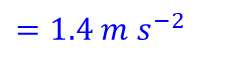 = 1.4 m s⁻²